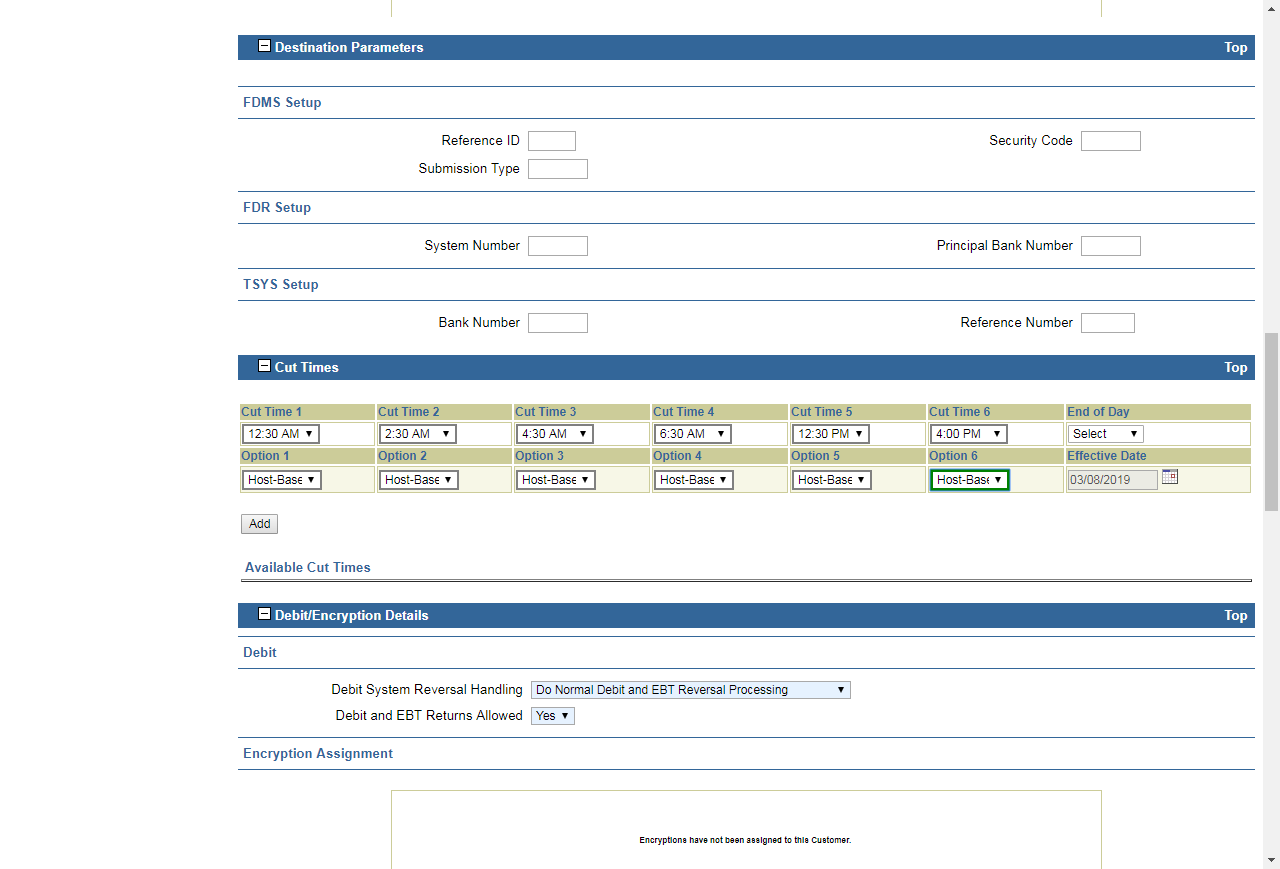 Destination Parameters Top
FDMS Setup
Reference ID Security Code
Submission Type
FDR Setup
System Number Principal Bank Number
TSYS Setup
Bank Number Reference Number
Cut Times Top
Cut Time 1 Cut Time 2 Cut Time 3 Cut Time 4 Cut Time 5 Cut Time 6 End of Day
12:30 AM 2:30 AM 4:30 AM 6:30 AM 12:30 PM 4:00 PM Select
Option 1 Option 2 Option 3 Option 4 Option 5 Option 6 Effective Date
Host-Base Host-Base Host-Base Host-Base Host-Base Host-Base 03/08/2019
Add
Available Cut Times
Debit/Encryption Details Top
Debit
Debit System Reversal Handling Do Normal Debit and EBT Reversal Processing
Debit and EBT Returns Allowed Yes
Encryption Assignment
Encryptions have not been assigned to this Customer.